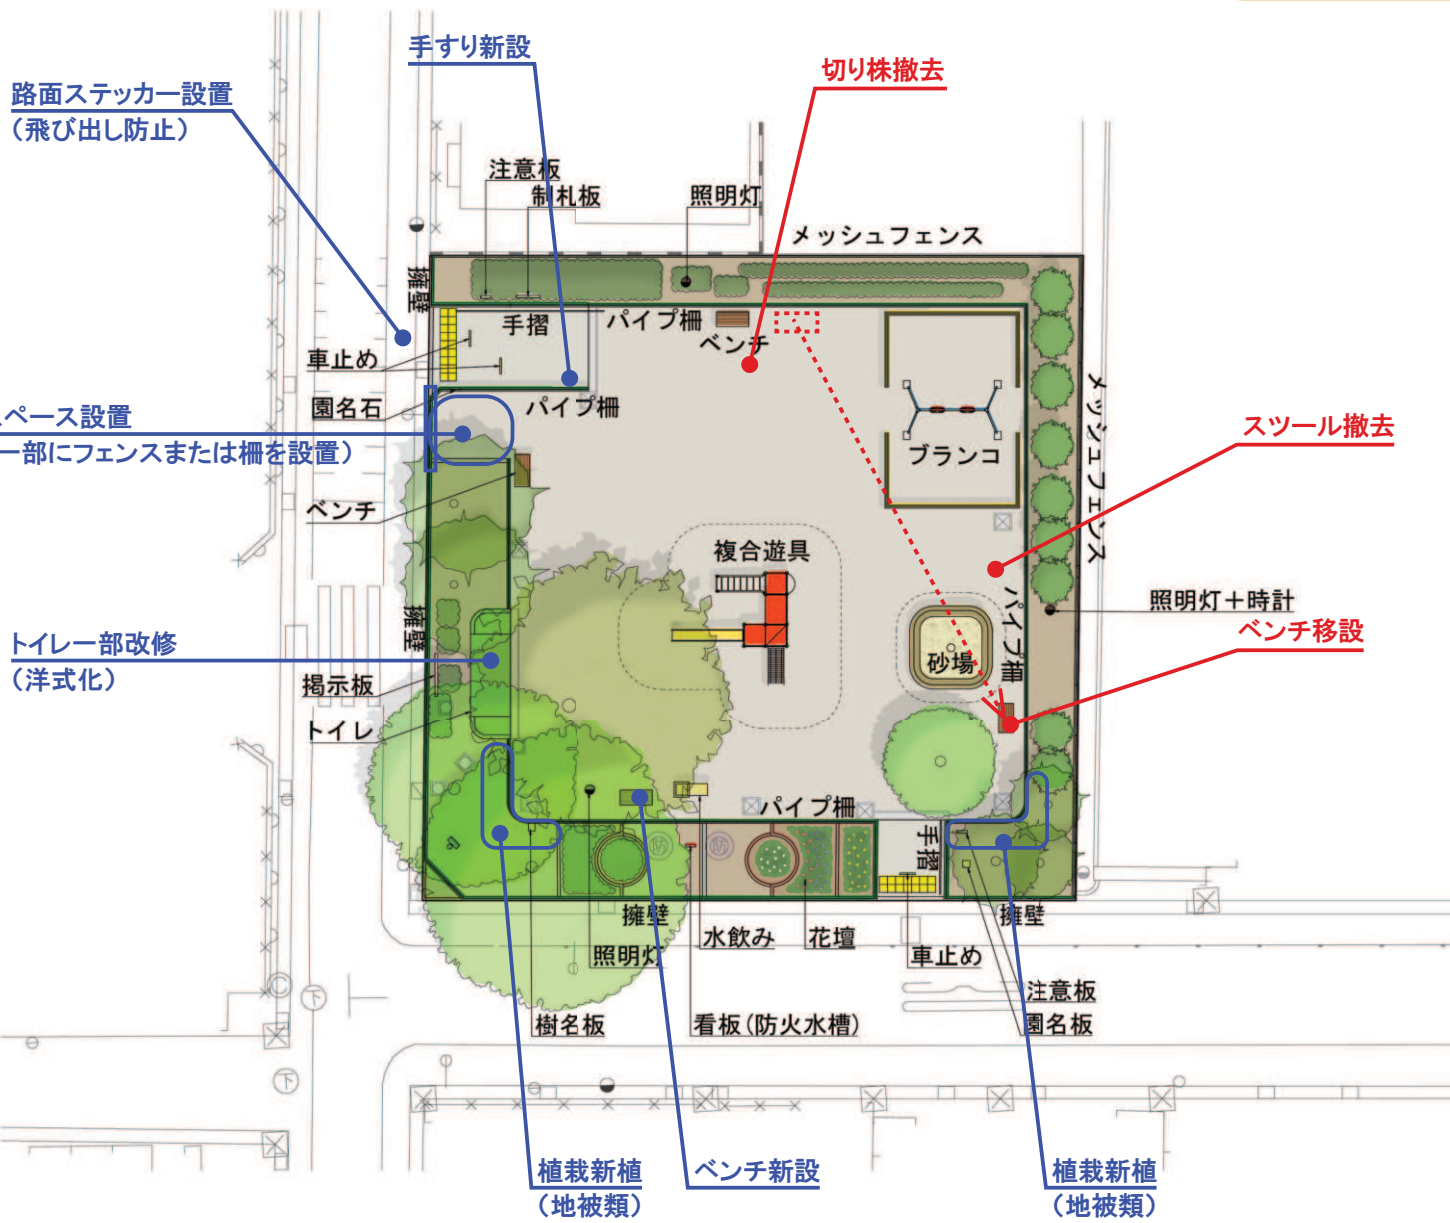 手すり新設
切り株撤去
路面ステッカー設置
（飛び出し防止）
注意板
制札板
照明灯
メッシュフェンス
擁壁
手摺
パイプ柵
ベンチ
車止め
園名石
パイプ柵
ペース設置
一部にフェンスまたは柵を設置）
メッシュフェンス
スツール撤去
ブランコ
ベンチ
複合遊具
パイプ柵
照明灯＋時計
擁壁
トイレ一部改修
（洋式化）
ベンチ移設
砂場
掲示板
トイレ
パイプ柵
手摺
防
防
擁壁
擁壁
水飲み
花壇
照明灯
車止め
注意板
園名板
樹名板
看板（防火水槽）
下
下
植栽新植
（地被類）
ベンチ新設
植栽新植
（地被類）